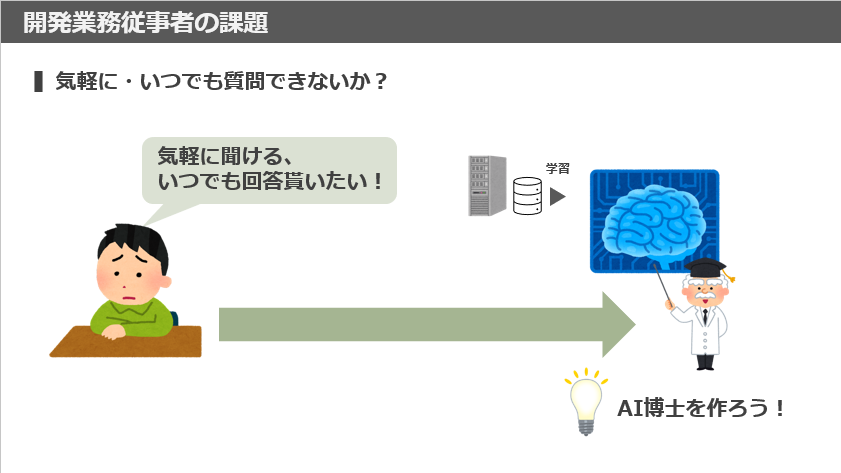 開発業務従事者の課題
気軽に・いつでも質問できないか？
気軽に聞ける、
いつでも回答貰いたい！
学習
AI博士を作ろう！